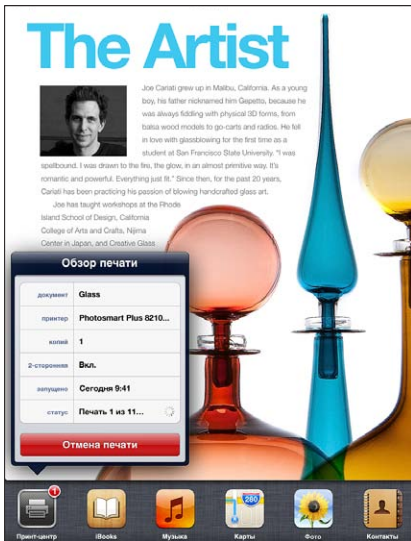 The Artist
Joe Cariati grew up in Malibu, California. As a young
boy, his father nicknamed him Gepetto, because he
was always fiddling with physical 3D forms, from
balsa wood models to go-carts and radios. He fell
in love with glassblowing for the first time as a
student at San Francisco State University. "I was
spellbound. I was drawn to the fire, the glow, in an almost primitive way. It's
romantic and powerful. Everything just fit." Since then, for the past 20 years,
Cariati has been practicing his passion of blowing handcrafted glass art.
Joe has taught workshops at the Rhode
Island School of Design, California
College of Arts and Crafts, Nijima
Center in Japan, and Creative Glass
Обзор печати
документ Glass
принтер Photosmart Plus 8210...
копий 1
2-сторонняя Вкл.
запущено Сегодня 9:41
статус Печать 1 из 11...
Отмена печати
1
280
Принт-центр iBooks Музыка Карты Фото Контакты